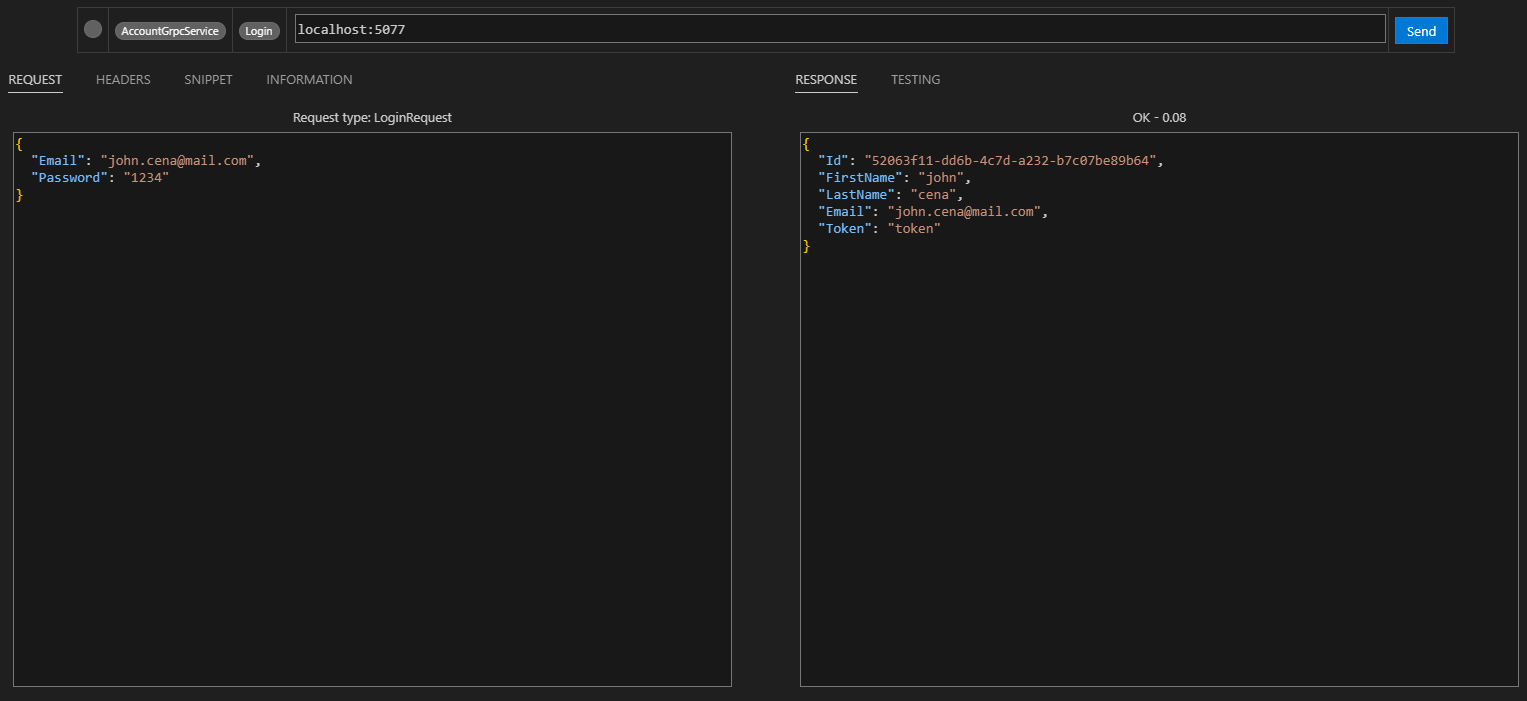 AccountGrpcService Login localhost:5077 Send
REQUEST HEADERS SNIPPET INFORMATION
Request type: LoginRequest
{
  "Email": "john.cena@mail.com",
  "Password": "1234"
}
RESPONSE TESTING
OK - 0.08
{
  "Id": "52063f11-dd6b-4c7d-a232-b7c07be89b64",
  "FirstName": "john",
  "LastName": "cena",
  "Email": "john.cena@mail.com",
  "Token": "token"
}